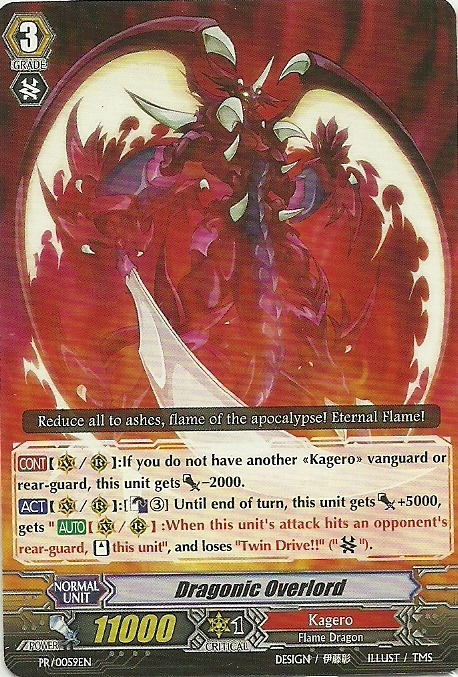 3
GRADE
Reduce all to ashes, flame of the apocalypse! Eternal Flame!
CONT【 / 】:If you do not have another «Kagero» vanguard or
rear-guard, this unit gets -2000.
ACT【 / 】:[③] Until end of turn, this unit gets +5000,
gets "AUTO【 / 】:When this unit's attack hits an opponent's
rear-guard, this unit", and loses "Twin Drive!!" (" ").
NORMAL
UNIT
Dragonic Overlord
POWER
11000
1
CRITICAL
Kagero
Flame Dragon
PR/0059EN
DESIGN / 伊藤彰
ILLUST / TMS